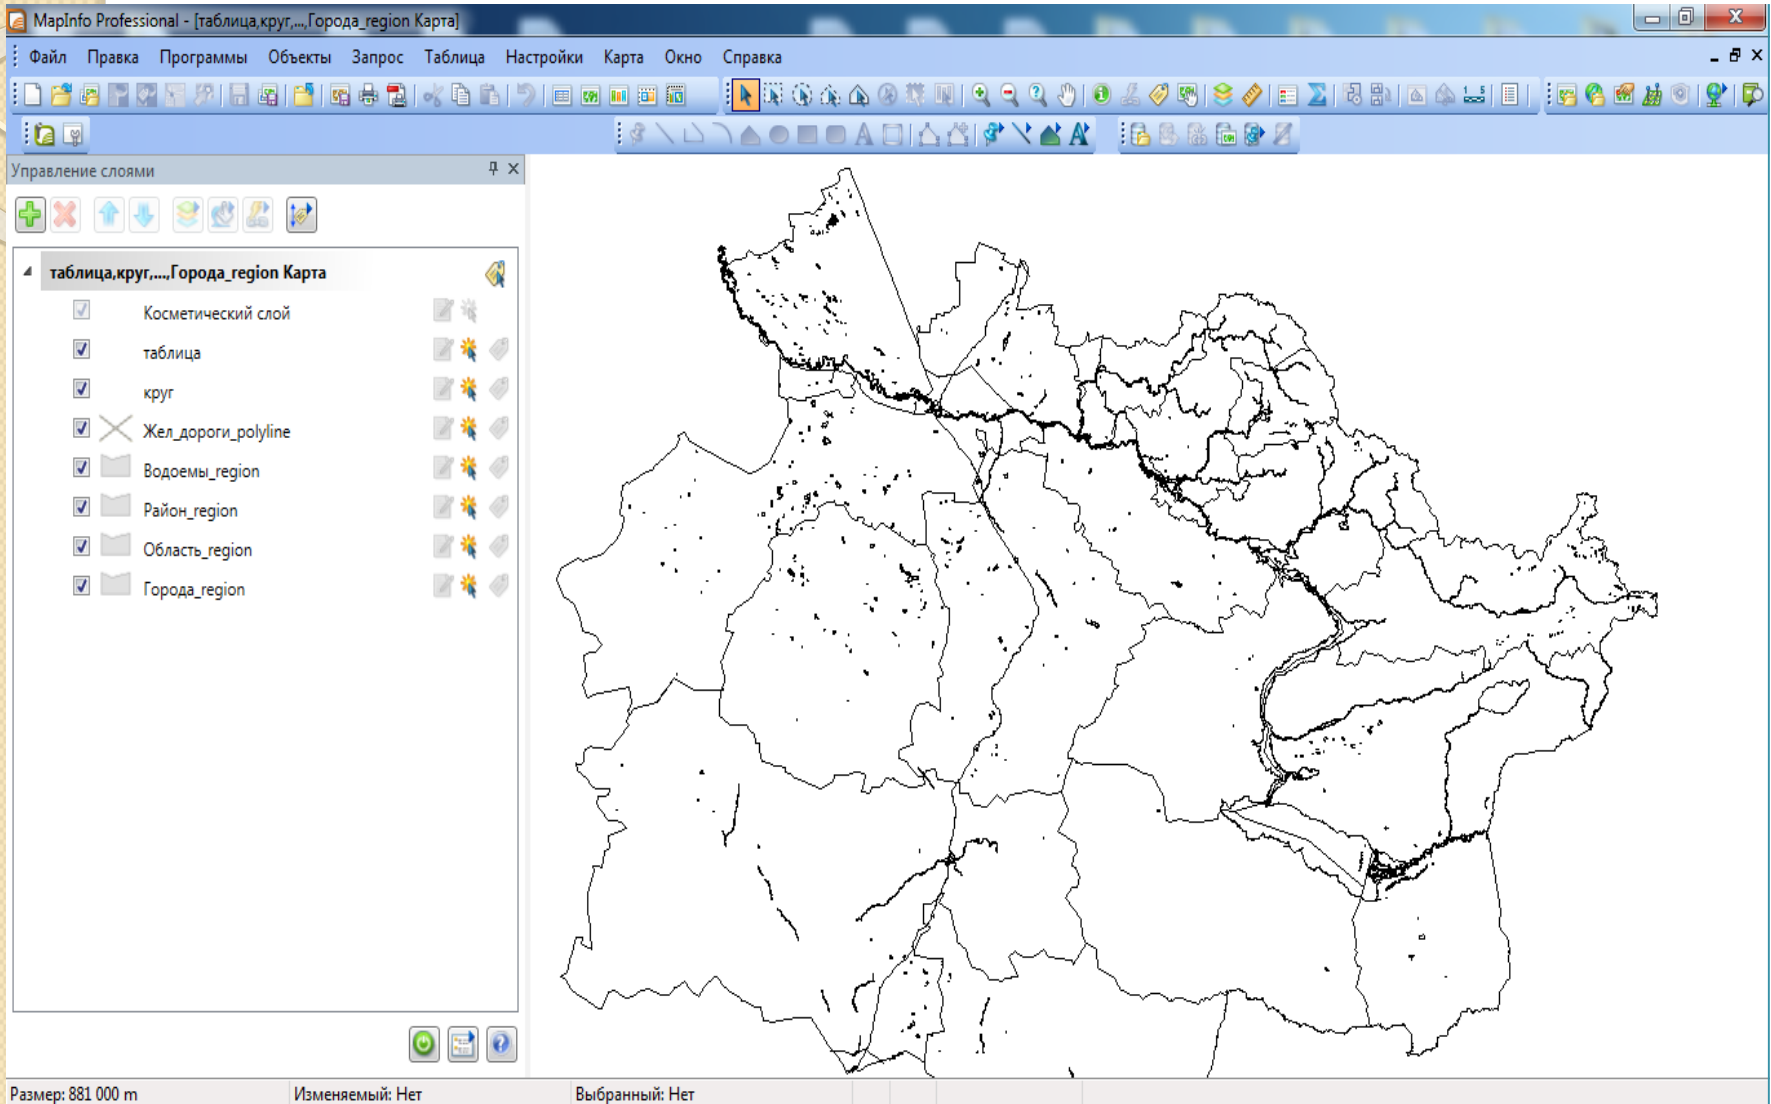 MapInfo Professional - [таблица,круг,...,Города_region Карта]
Файл Правка Программы Объекты Запрос Таблица Настройки Карта Окно Справка
Управление слоями
таблица,круг,...,Города_region Карта
Косметический слой
таблица
круг
Жел_дороги_polyline
Водоемы_region
Район_region
Область_region
Города_region
Размер: 881 000 m Изменяемый: Нет Выбранный: Нет